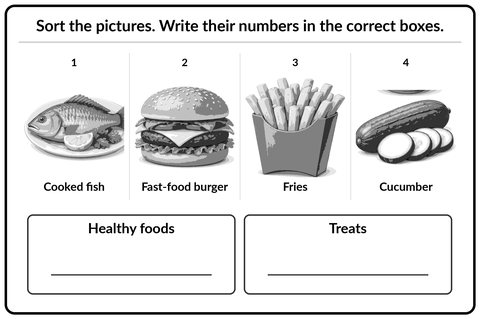 Sort the pictures. Write their numbers in the correct boxes.
1 2 3 4
Cooked fish Fast-food burger Fries Cucumber
Healthy foods Treats